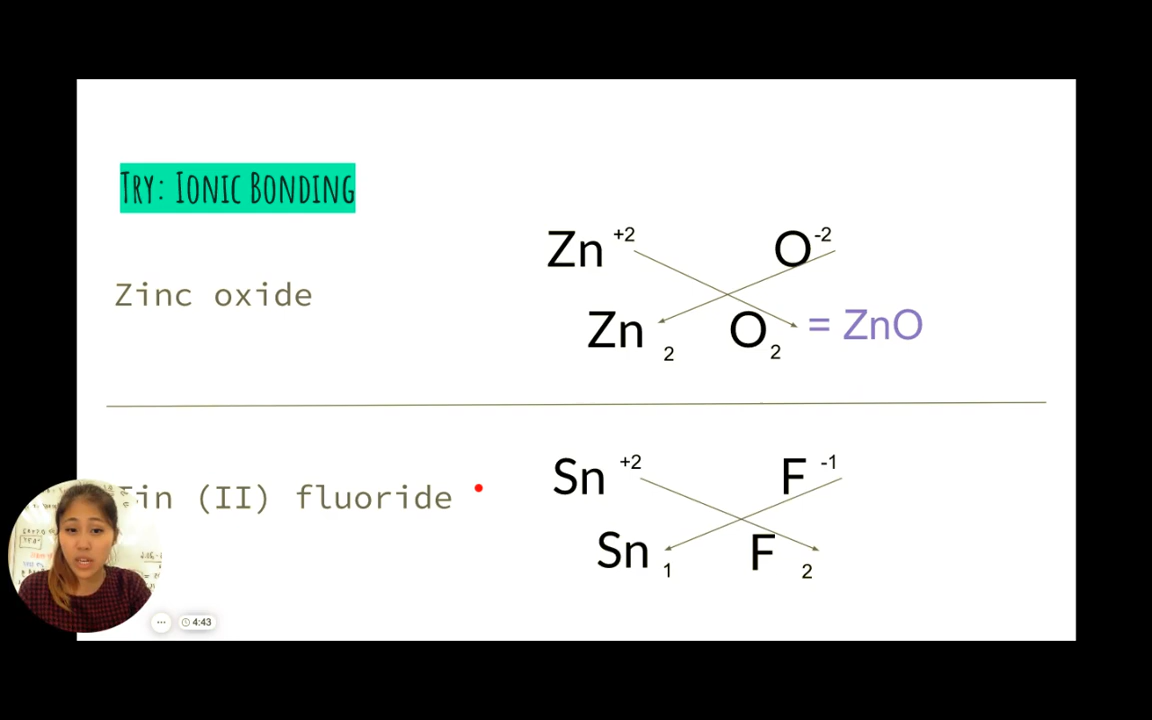 Try: Ionic Bonding
Zn +2 O -2
Zinc oxide
Zn 2 O 2 = ZnO
Sn +2 F -1
Tin (II) fluoride
Sn 1 F 2
4:43